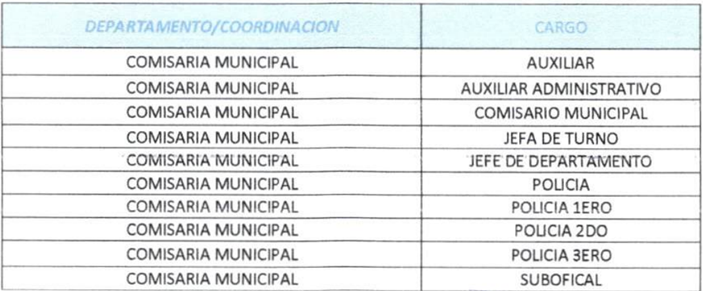 DEPARTAMENTO/COORDINACION CARGO
COMISARIA MUNICIPAL AUXILIAR
COMISARIA MUNICIPAL AUXILIAR ADMINISTRATIVO
COMISARIA MUNICIPAL COMISARIO MUNICIPAL
COMISARIA MUNICIPAL JEFA DE TURNO
COMISARIA MUNICIPAL JEFE DE DEPARTAMENTO
COMISARIA MUNICIPAL POLICIA
COMISARIA MUNICIPAL POLICIA 1ERO
COMISARIA MUNICIPAL POLICIA 2DO
COMISARIA MUNICIPAL POLICIA 3ERO
COMISARIA MUNICIPAL SUBOFICAL